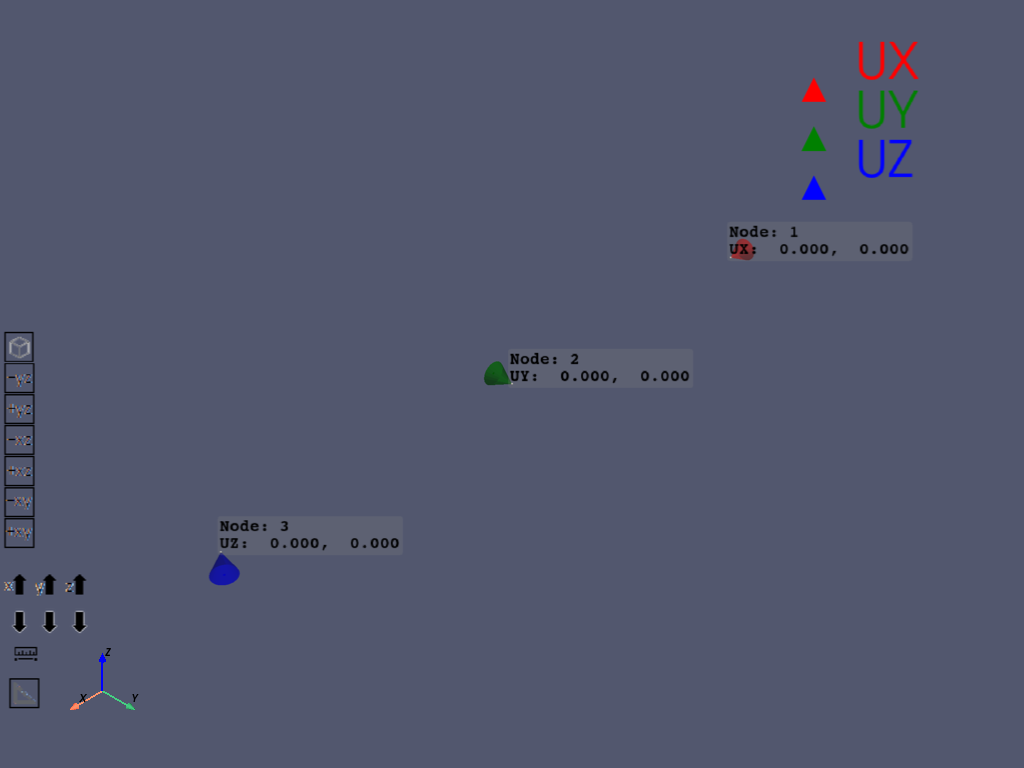 UX
UY
UZ
Node: 1
UX: 0.000, 0.000
Node: 2
UY: 0.000, 0.000
Node: 3
UZ: 0.000, 0.000
-yz
+yz
-xz
+xz
-xy
+xy
x y z
Z
X Y